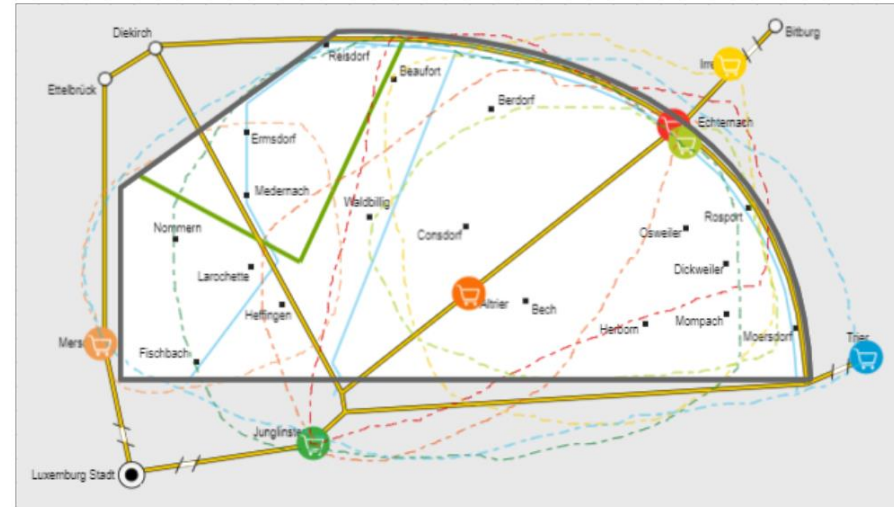 Diekirch
Bitburg
Reisdorf
Ettelbrück
Beaufort
Berdorf
Echternach
Ermsdorf
Medernach
Waldbillig
Rosport
Nommern
Consdorf
Osweiler
Larochette
Dickweiler
Heffingen
Altrier
Bech
Herborn
Mompach
Moersdorf
Trier
Fischbach
Luxemburg Stadt